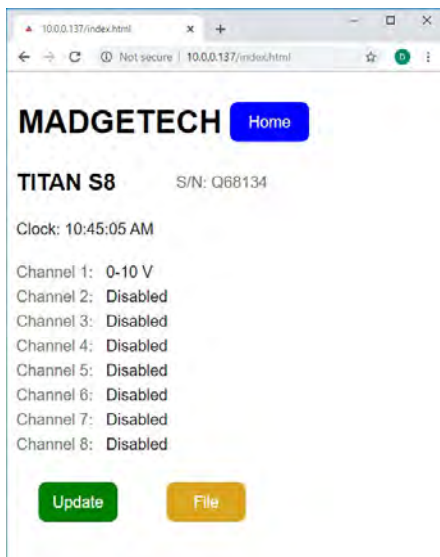 10.0.0.137/index.html
Not secure | 10.0.0.137/index.html
D
MADGETECH Home
TITAN S8 S/N: Q68134
Clock: 10:45:05 AM
Channel 1: 0-10 V
Channel 2: Disabled
Channel 3: Disabled
Channel 4: Disabled
Channel 5: Disabled
Channel 6: Disabled
Channel 7: Disabled
Channel 8: Disabled
Update File